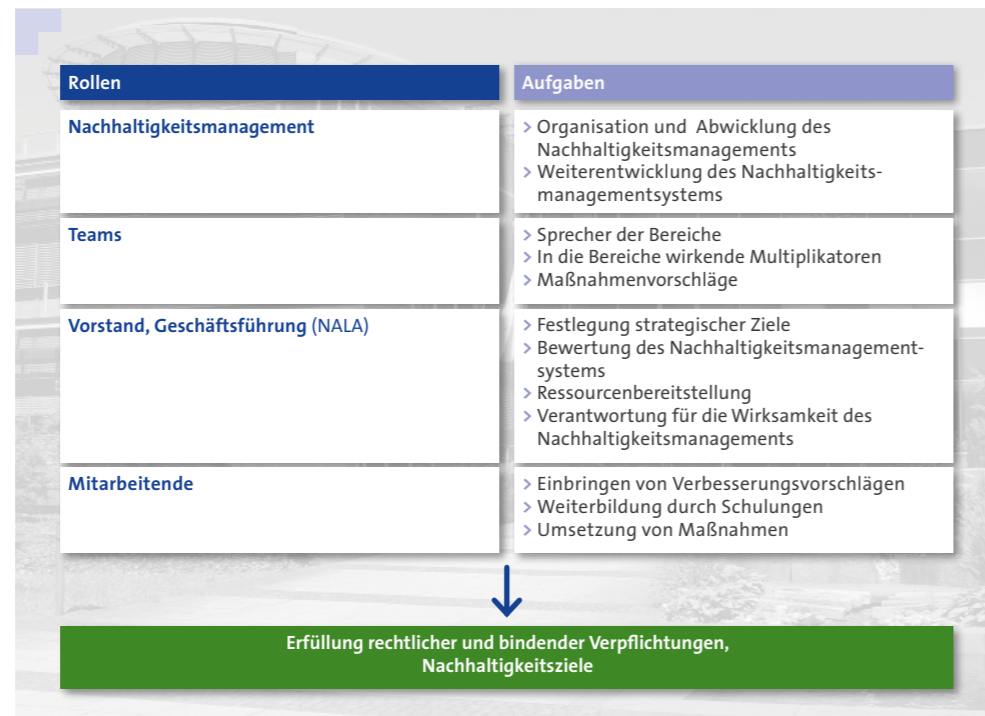 Rollen
Aufgaben
Nachhaltigkeitsmanagement
> Organisation und Abwicklung des
Nachhaltigkeitsmanagements
> Weiterentwicklung des Nachhaltigkeits-
managementsystems
Teams
> Sprecher der Bereiche
> In die Bereiche wirkende Multiplikatoren
> Maßnahmenvorschläge
Vorstand, Geschäftsführung (NALA)
> Festlegung strategischer Ziele
> Bewertung des Nachhaltigkeitsmanagement-
systems
> Ressourcenbereitstellung
> Verantwortung für die Wirksamkeit des
Nachhaltigkeitsmanagements
Mitarbeitende
> Einbringen von Verbesserungsvorschlägen
> Weiterbildung durch Schulungen
> Umsetzung von Maßnahmen
Erfüllung rechtlicher und bindender Verpflichtungen,
Nachhaltigkeitsziele